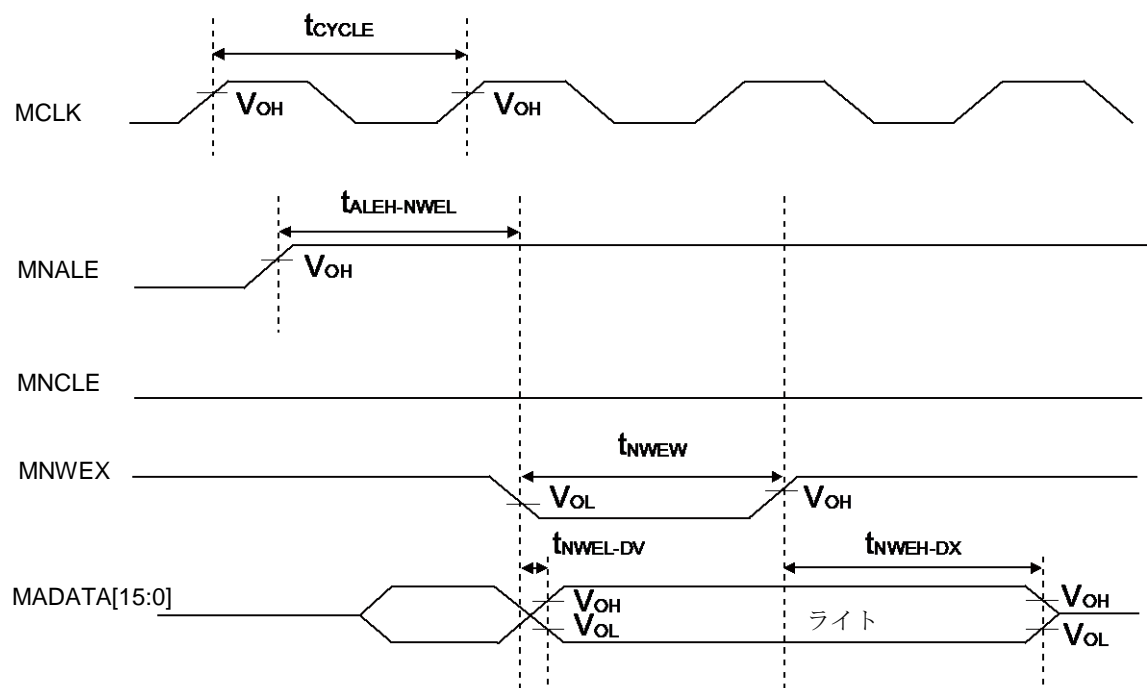 tCYCLE
MCLK
VOH
VOH
tALEH-NWEL
MNALE
VOH
MNCLE
tNWEW
MNWEX
VOL
VOH
tNWEL-DV
tNWEH-DX
MADATA[15:0]
VOH
VOL
ライト
VOH
VOL